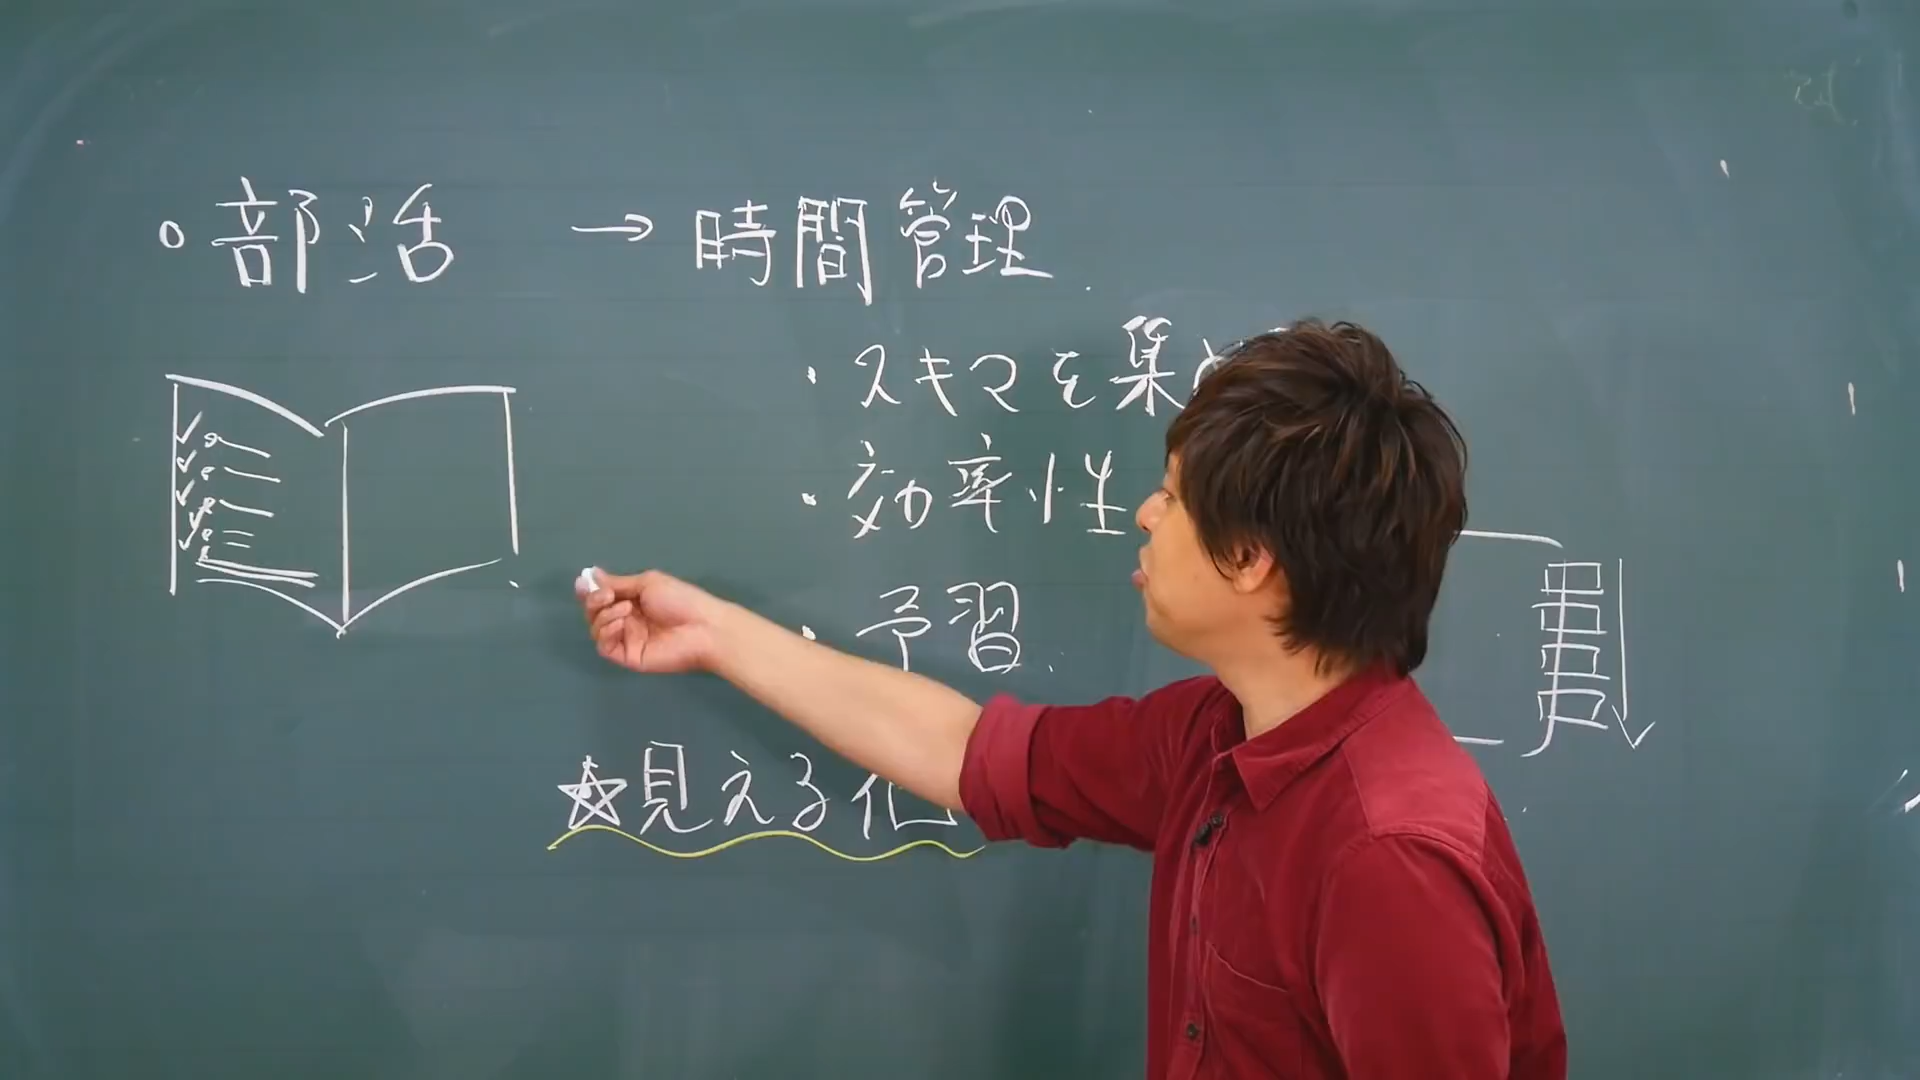 ○部活 → 時間管理
・スキマを集
・効率性
・予習
☆見える化